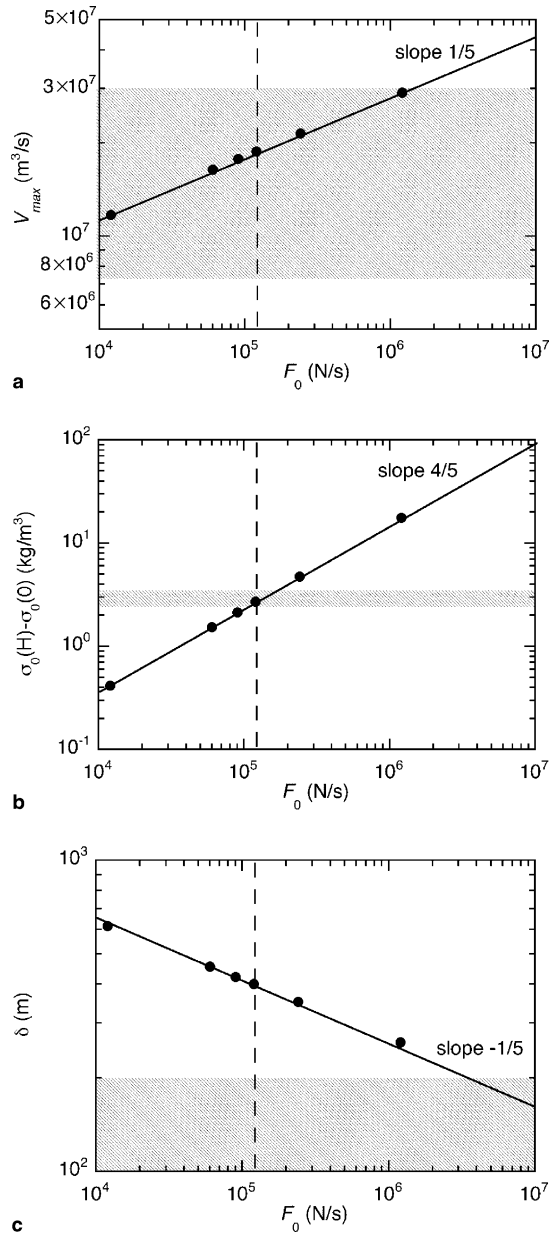 5×10⁷
slope 1/5
3×10⁷
V_max (m³/s)
10⁷
8×10⁶
6×10⁶
10⁴ 10⁵ 10⁶ 10⁷
a
F₀ (N/s)
10²
slope 4/5
10¹
σ₀(H)-σ₀(0) (kg/m³)
10⁰
10⁻¹
10⁴ 10⁵ 10⁶ 10⁷
b
F₀ (N/s)
10³
δ (m)
slope -1/5
10²
10⁴ 10⁵ 10⁶ 10⁷
c
F₀ (N/s)